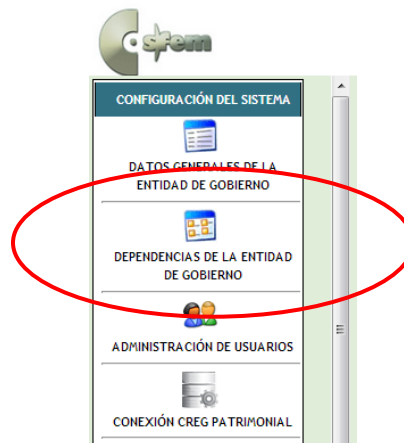 osfem
CONFIGURACIÓN DEL SISTEMA
DATOS GENERALES DE LA
ENTIDAD DE GOBIERNO
DEPENDENCIAS DE LA ENTIDAD
DE GOBIERNO
ADMINISTRACIÓN DE USUARIOS
CONEXIÓN CREG PATRIMONIAL